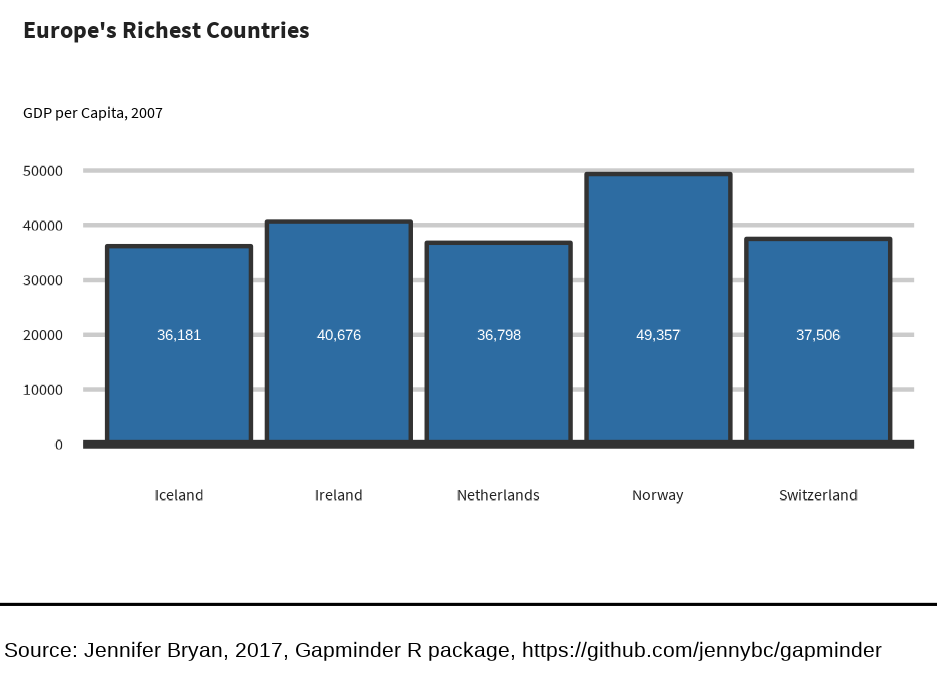 Europe's Richest Countries
GDP per Capita, 2007
50000
40000
30000
20000
10000
0
36,181
40,676
36,798
49,357
37,506
Iceland
Ireland
Netherlands
Norway
Switzerland
Source: Jennifer Bryan, 2017, Gapminder R package, https://github.com/jennybc/gapminder